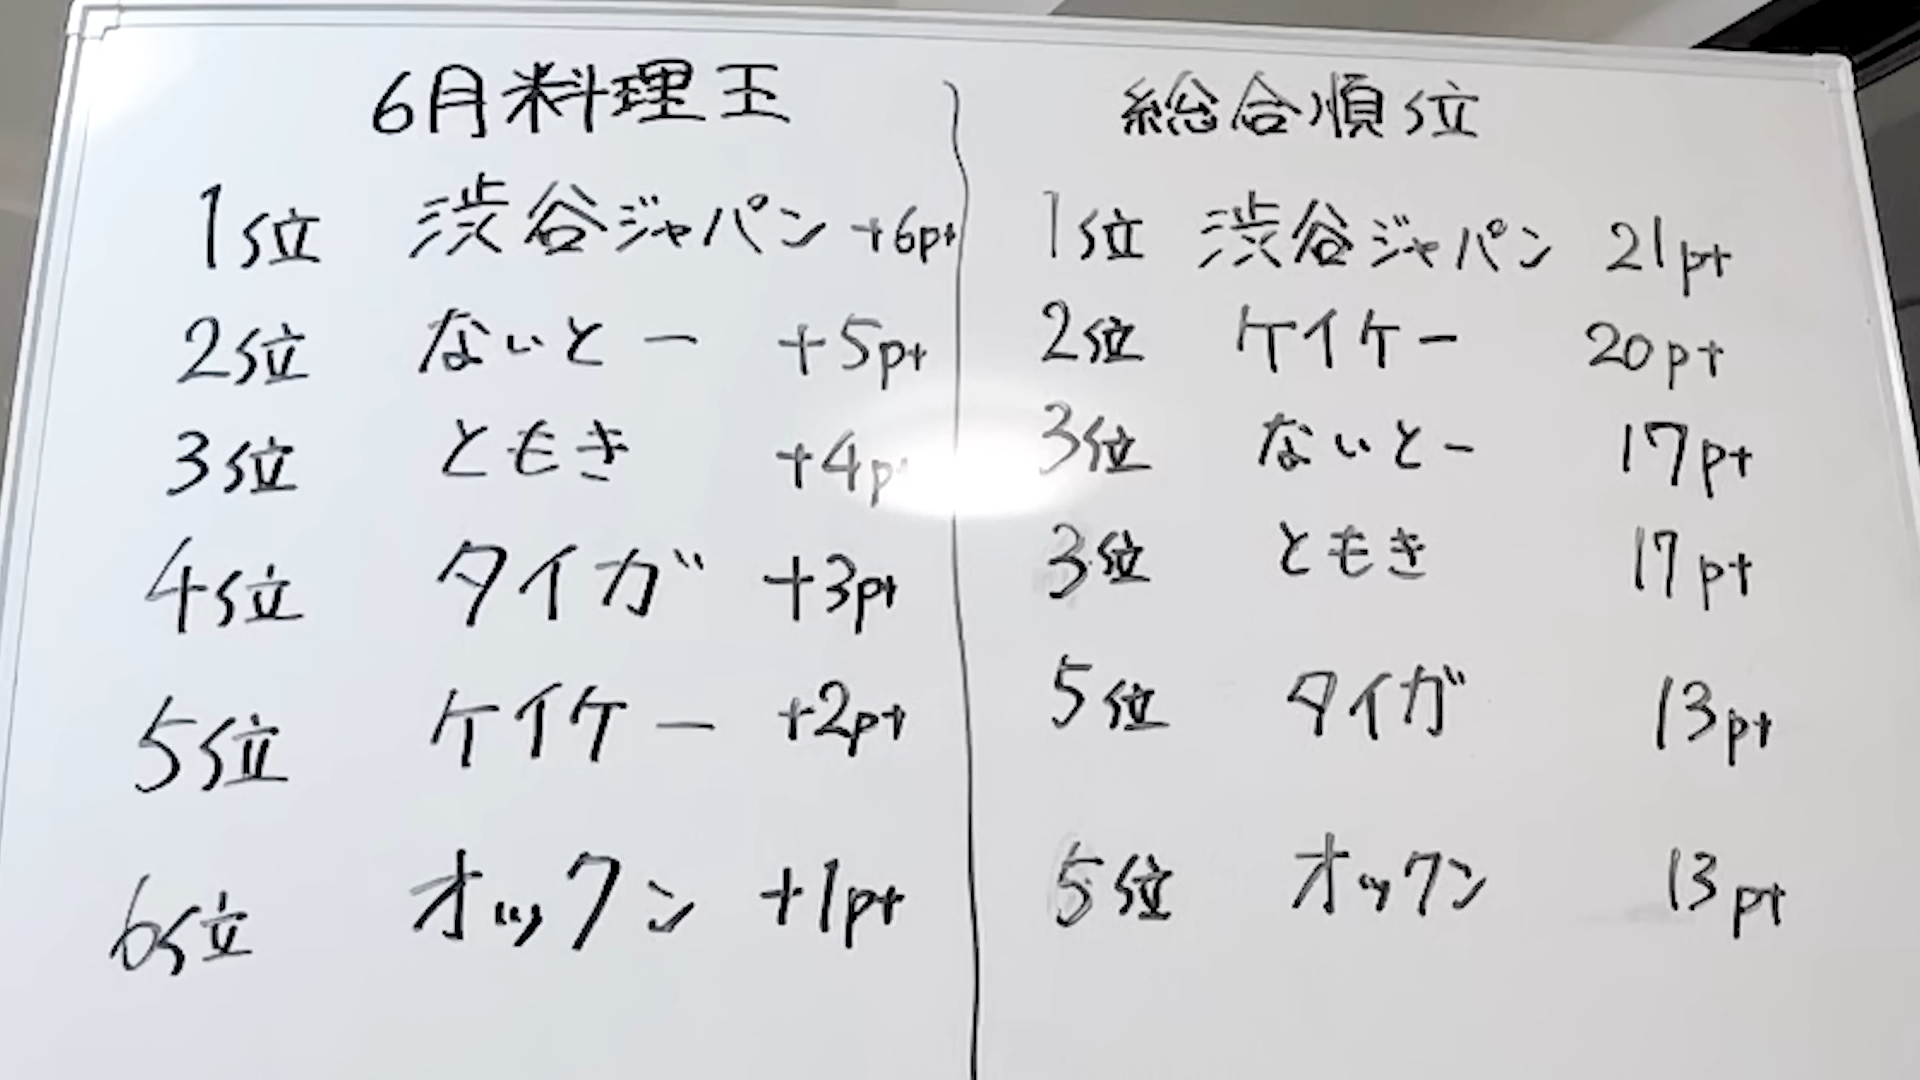 6月料理王
1位 渋谷ジャパン +6pt
2位 ないとー +5pt
3位 ともき +4p
4位 タイガ +3pt
5位 ケイケー +2pt
6位 オックン +1pt
総合順位
1位 渋谷ジャパン 21pt
2位 ケイケー 20pt
3位 ないとー 17pt
3位 ともき 17pt
5位 タイガ 13pt
5位 オックン 13pt